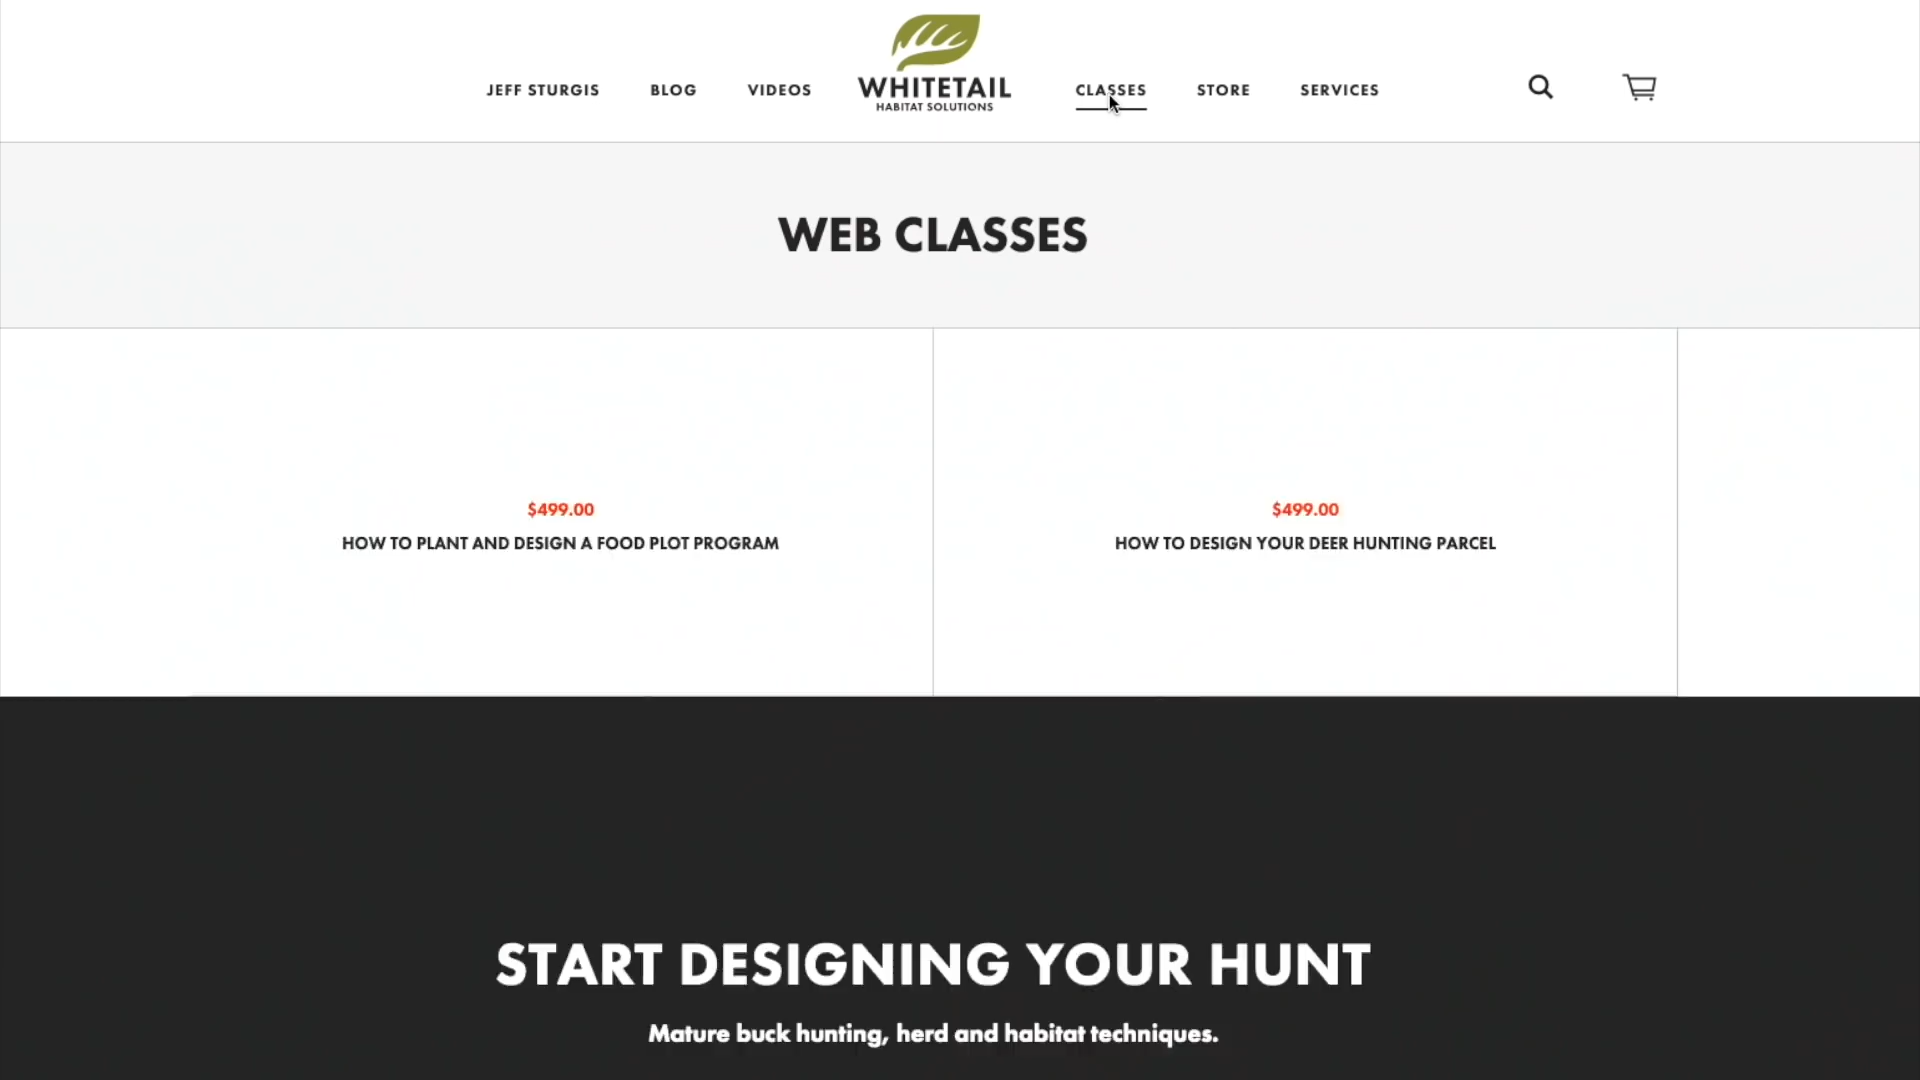 JEFF STURGIS
BLOG
VIDEOS
WHITETAIL
HABITAT SOLUTIONS
CLASSES
STORE
SERVICES
WEB CLASSES
$499.00
HOW TO PLANT AND DESIGN A FOOD PLOT PROGRAM
$499.00
HOW TO DESIGN YOUR DEER HUNTING PARCEL
START DESIGNING YOUR HUNT
Mature buck hunting, herd and habitat techniques.